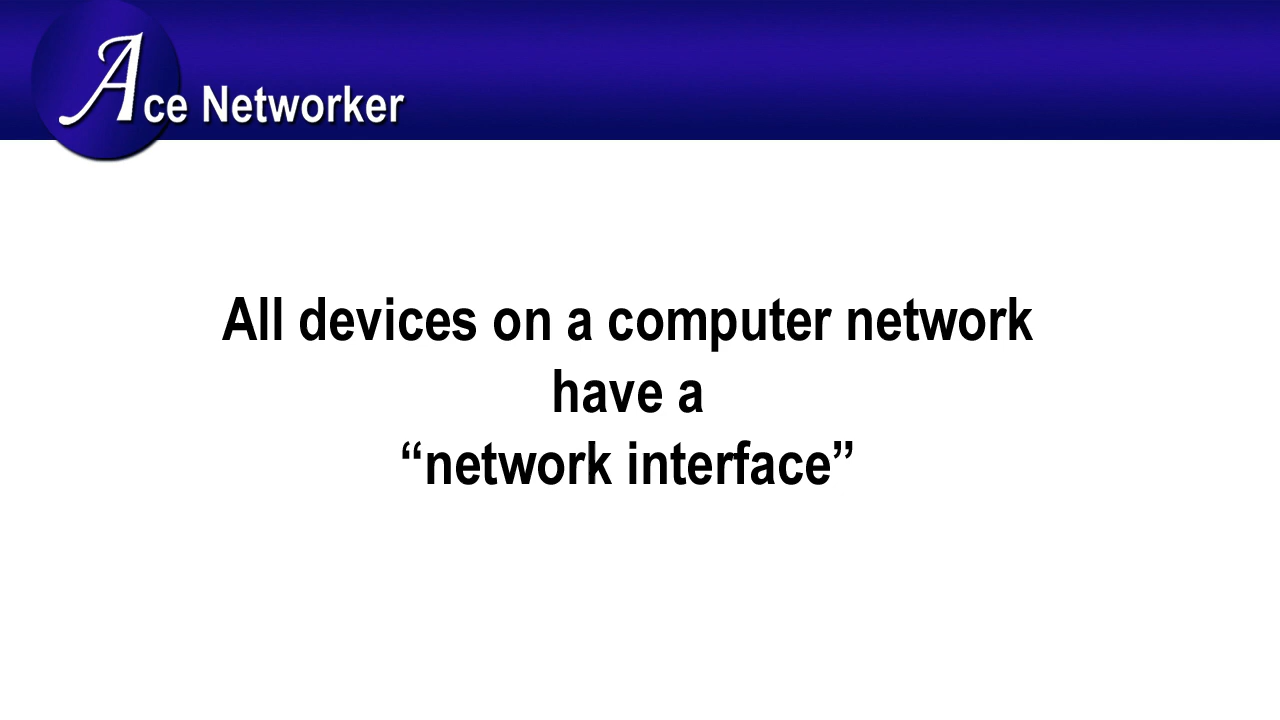 Ace Networker
All devices on a computer network
have a
“network interface”